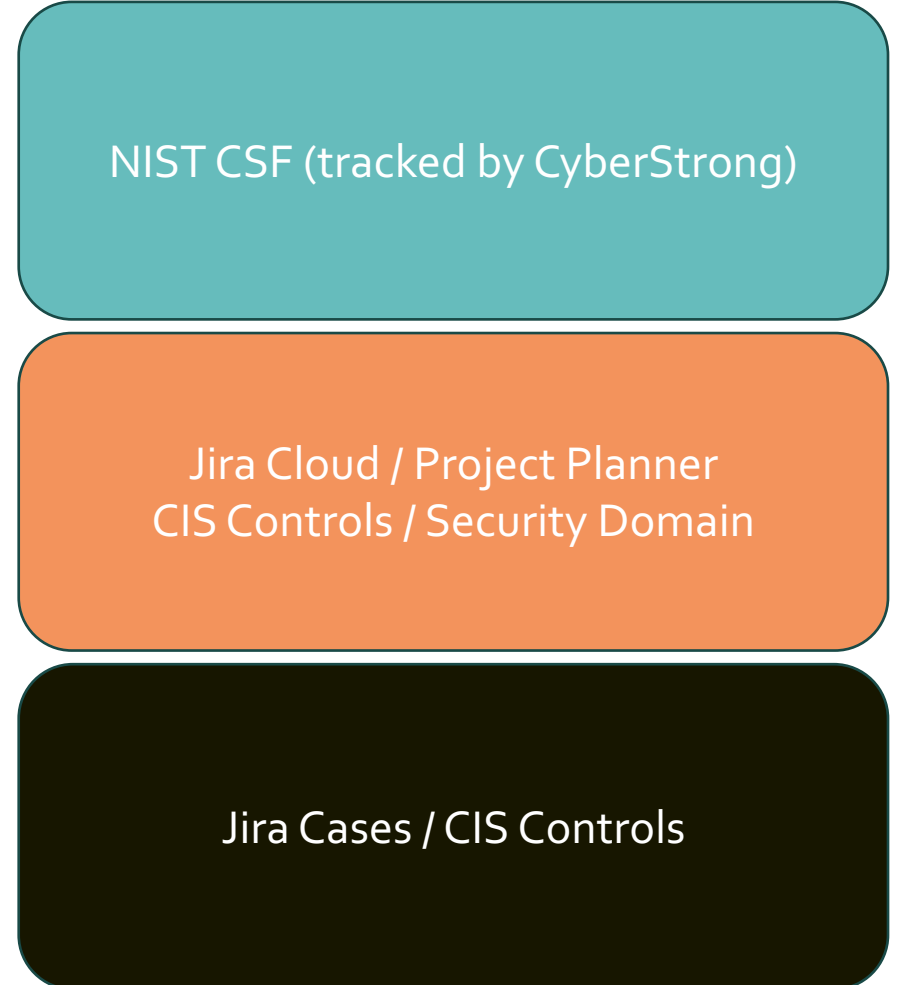 NIST CSF (tracked by CyberStrong)
Jira Cloud / Project Planner
CIS Controls / Security Domain
Jira Cases / CIS Controls